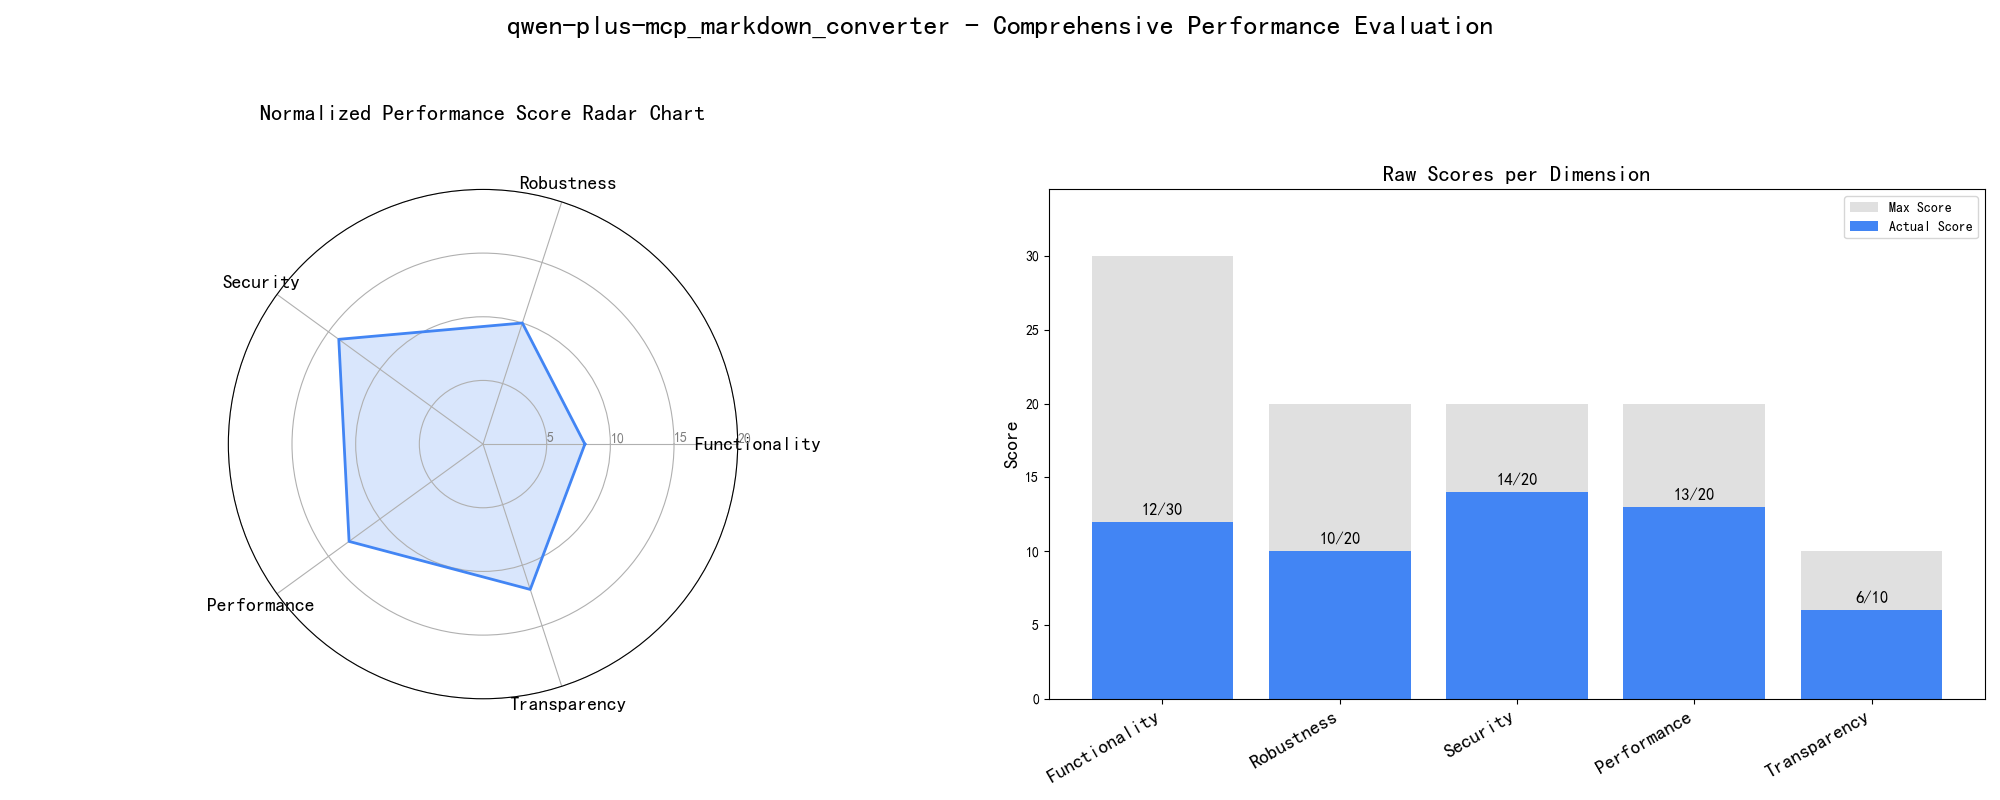 qwen-plus-mcp_markdown_converter - Comprehensive Performance Evaluation
Normalized Performance Score Radar Chart
Robustness
Security
Functionality
Performance
Transparency
5
10
15
20
Raw Scores per Dimension
Max Score
Actual Score
Score
30
25
20
15
10
5
0
12/30
10/20
14/20
13/20
6/10
Functionality
Robustness
Security
Performance
Transparency